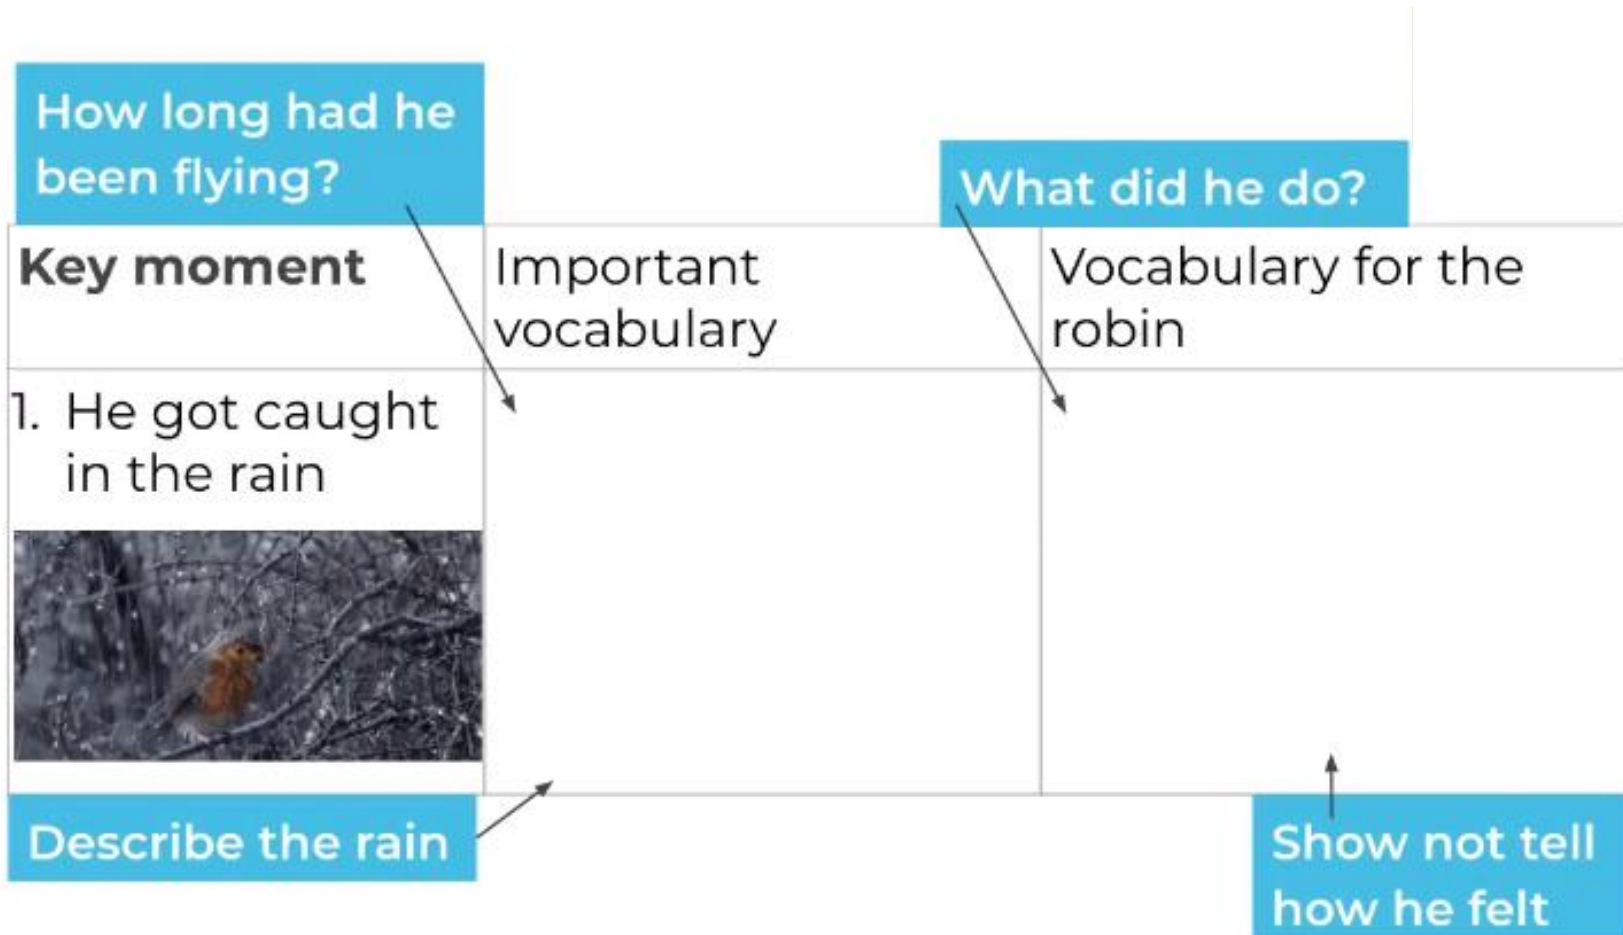 How long had he
been flying?
What did he do?
Key moment
Important
vocabulary
Vocabulary for the
robin
1. He got caught
in the rain
Describe the rain
Show not tell
how he felt